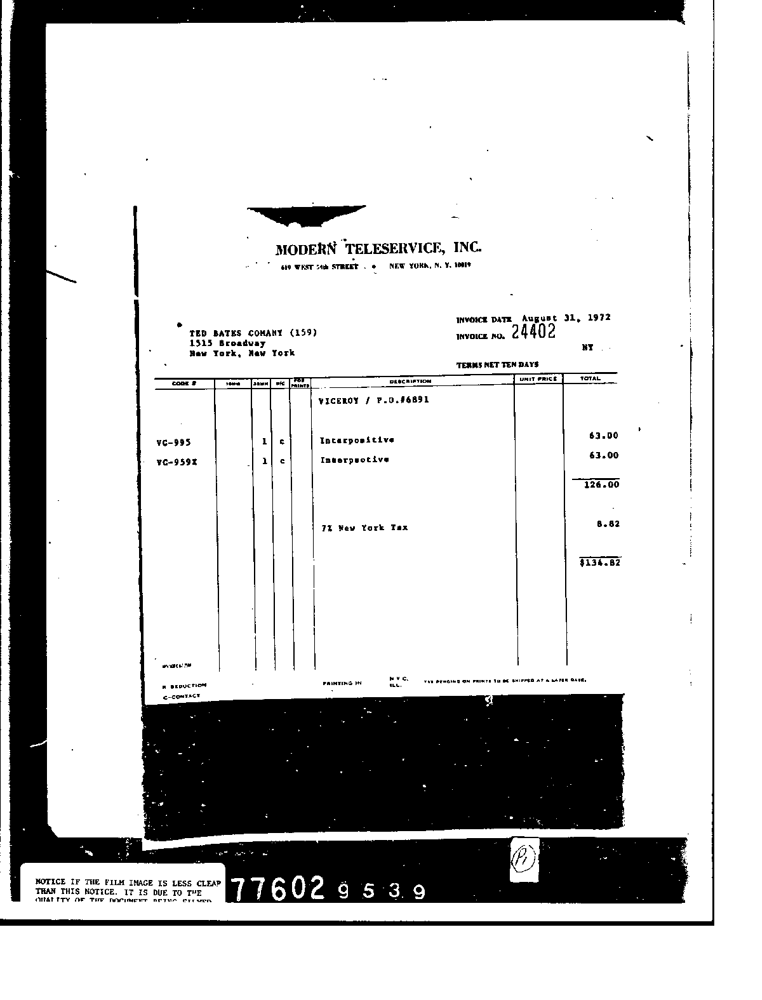 MODERN TELESERVICE, INC.
619 WEST 54th STREET • NEW YORK, N. Y. 10019
INVOICE DATE August 31, 1972
TED BATES COMANY (159)
INVOICE NO. 24402
1515 Broadway
NY
New York, New York
TERMS NET TEN DAYS
CODE # 16MM 35MM R/C FOR PRINTS DESCRIPTION UNIT PRICE TOTAL
VICEROY / P.O.#6891
VC-995 1 c Interpositive 63.00
VC-959X 1 c Inserpsotive 63.00
126.00
7% New York Tax 8.82
$134.82
R REDUCTION PRINTING IN N.Y.C. TAX PENDING ON PRINTS TO BE SHIPPED AT A LATER DATE.
ILL.
C-CONTACT
P1
NOTICE IF THE FILM IMAGE IS LESS CLEAR
THAN THIS NOTICE. IT IS DUE TO THE
QUALITY OF THE DOCUMENT BEING FILMED
77602 9539